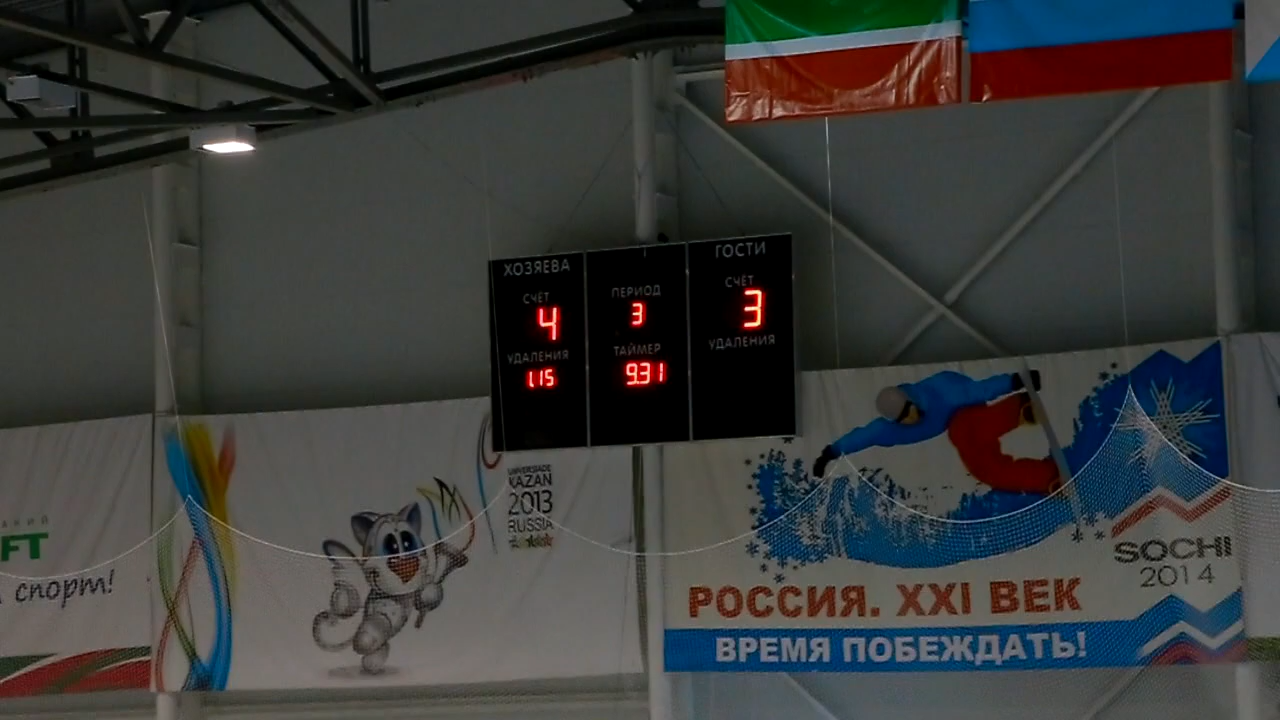 ХОЗЯЕВА
СЧЁТ
4
УДАЛЕНИЯ
1.15
ПЕРИОД
3
ТАЙМЕР
9.31
ГОСТИ
СЧЁТ
3
УДАЛЕНИЯ
FT
спорт!
UNIVERSIADE
KAZAN
2013
RUSSIA
SOCHI
2014
РОССИЯ. XXI ВЕК
ВРЕМЯ ПОБЕЖДАТЬ!